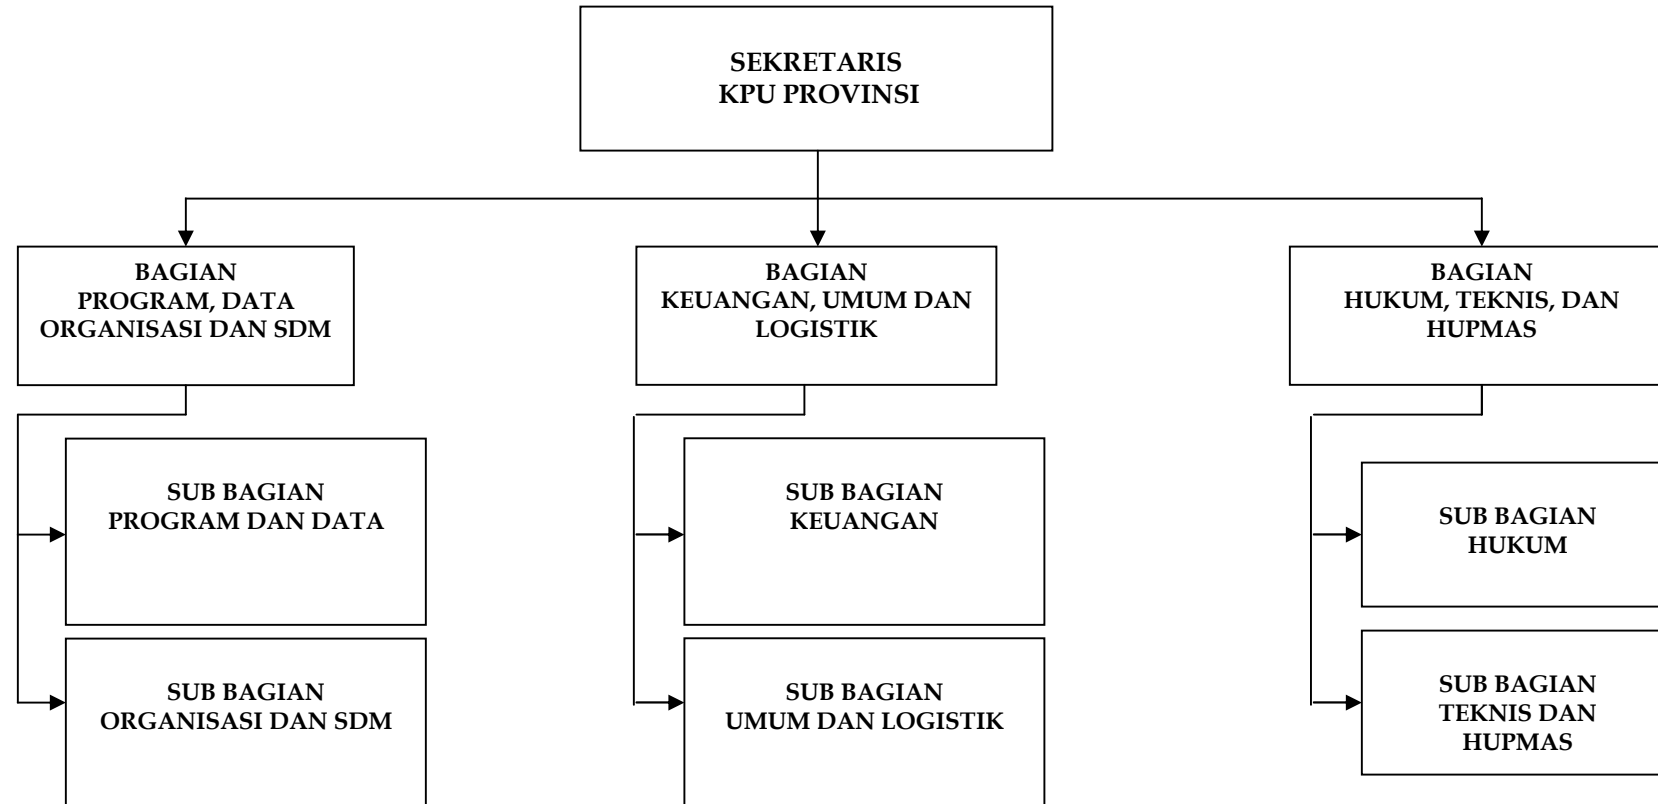 SEKRETARIS
KPU PROVINSI
BAGIAN
PROGRAM, DATA
ORGANISASI DAN SDM
BAGIAN
KEUANGAN, UMUM DAN
LOGISTIK
BAGIAN
HUKUM, TEKNIS, DAN
HUPMAS
SUB BAGIAN
PROGRAM DAN DATA
SUB BAGIAN
KEUANGAN
SUB BAGIAN
HUKUM
SUB BAGIAN
ORGANISASI DAN SDM
SUB BAGIAN
UMUM DAN LOGISTIK
SUB BAGIAN
TEKNIS DAN
HUPMAS